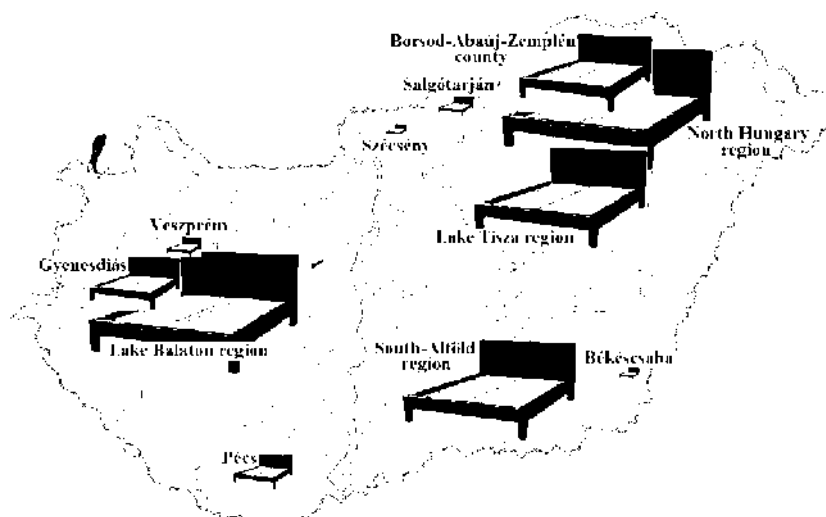 Borsod-Abaúj-Zemplén
county
Salgótarján
Szécsény
North Hungary
region
Lake Tisza region
Veszprém
Gyenesdiás
Lake Balaton region
South-Alföld
region
Békéscsaba
Pécs